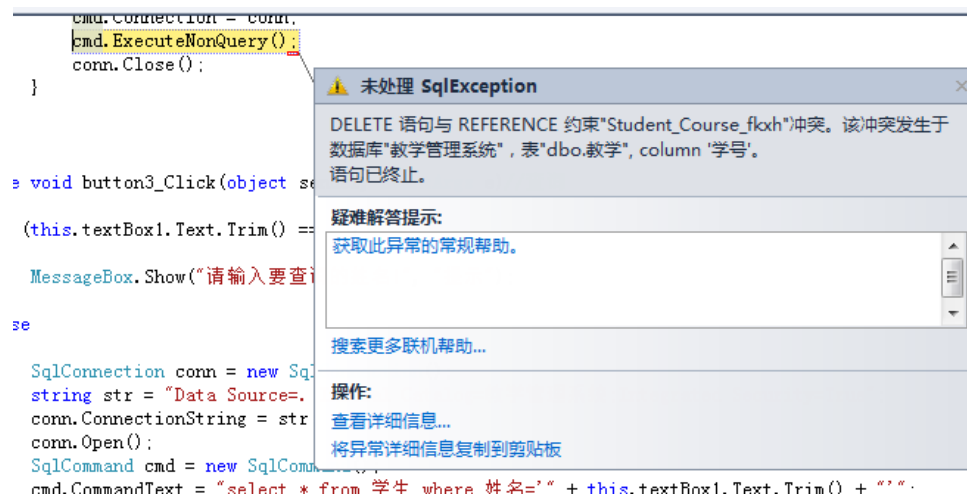 cmd.Connection = conn;
cmd.ExecuteNonQuery();
conn.Close();
}
未处理 SqlException
DELETE 语句与 REFERENCE 约束"Student_Course_fkxh"冲突。该冲突发生于
数据库"教学管理系统"，表"dbo.教学", column '学号'.
语句已终止。
疑难解答提示:
获取此异常的常规帮助。
搜索更多联机帮助...
操作:
查看详细信息...
将异常详细信息复制到剪贴板
e void button3_Click(object se
(this.textBox1.Text.Trim() ==
MessageBox.Show("请输入要查
se
SqlConnection conn = new Sql
string str = "Data Source=.
conn.ConnectionString = str
conn.Open();
SqlCommand cmd = new SqlComm
cmd.CommandText = "select * from 学生 where 姓名='" + this.textBox1.Text.Trim() + "'";